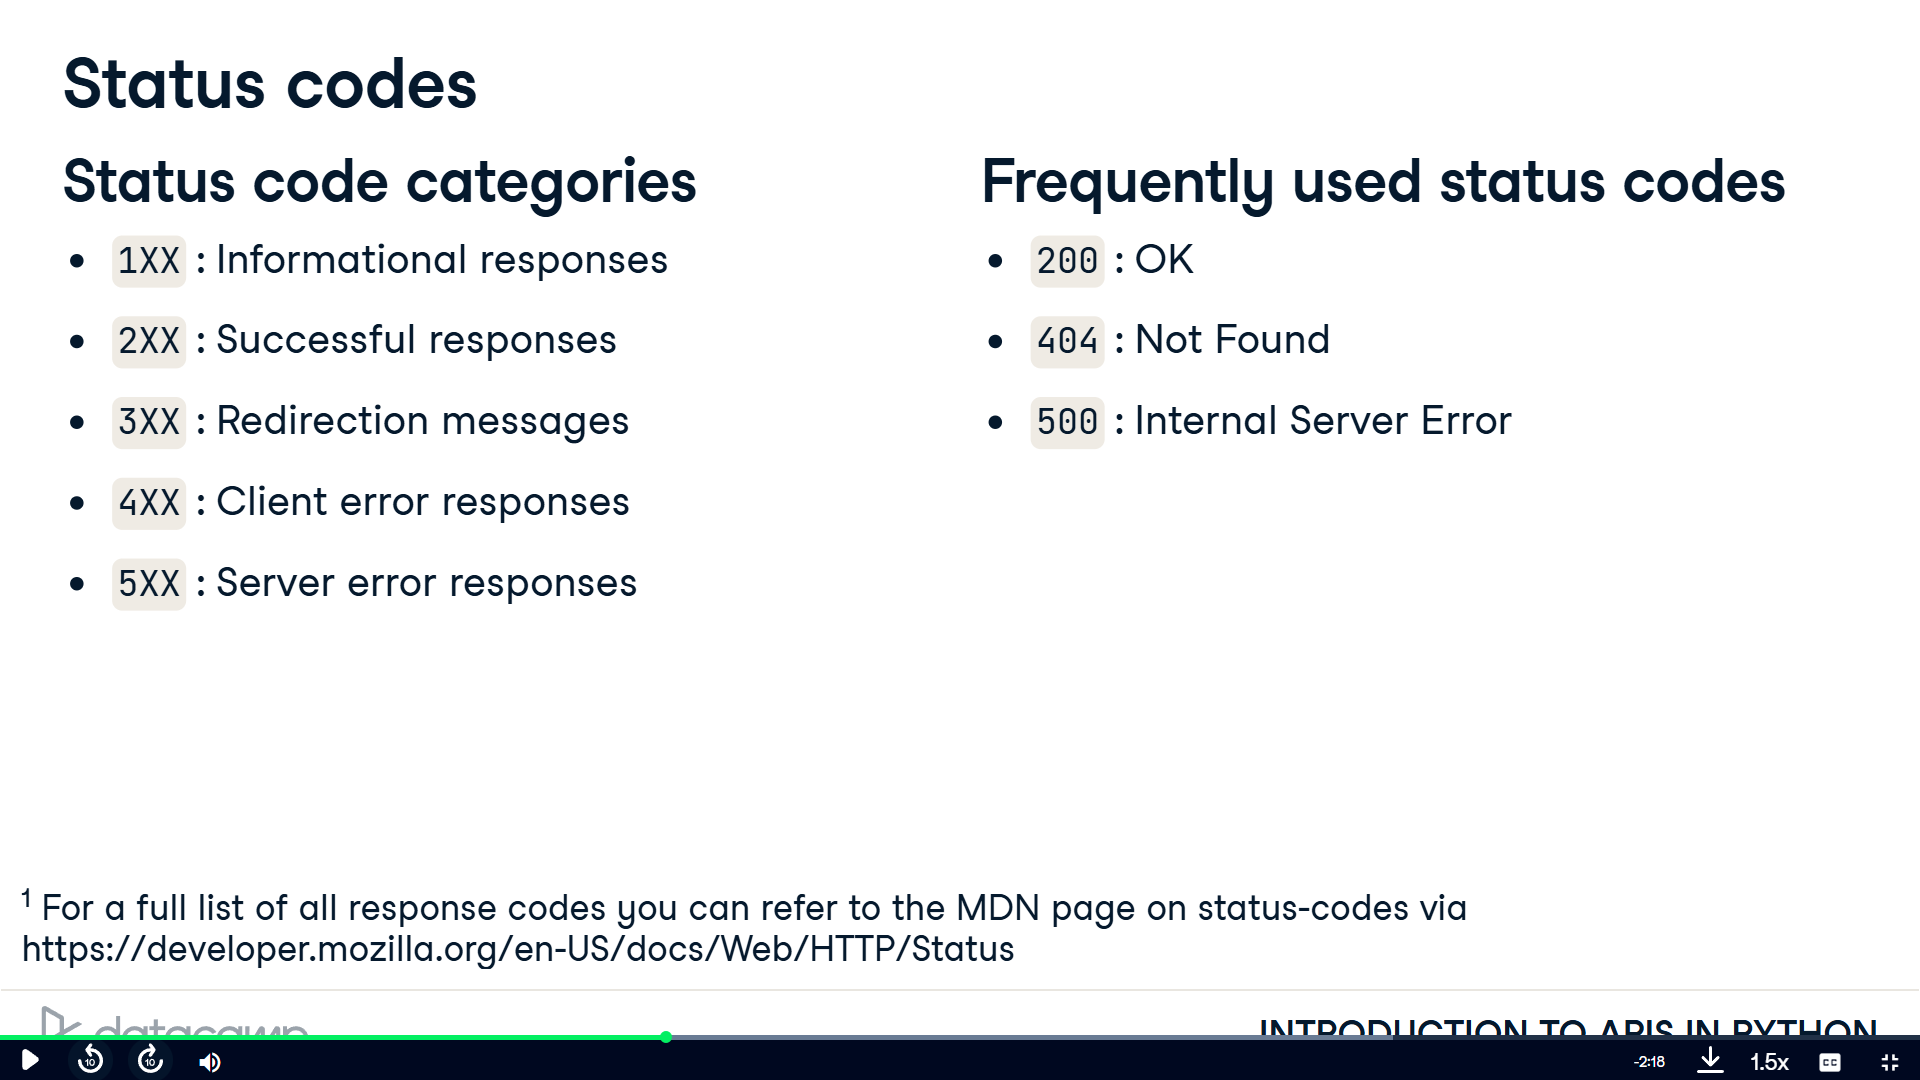 Status codes
Status code categories
• 1XX : Informational responses
• 2XX : Successful responses
• 3XX : Redirection messages
• 4XX : Client error responses
• 5XX : Server error responses
Frequently used status codes
• 200 : OK
• 404 : Not Found
• 500 : Internal Server Error
1 For a full list of all response codes you can refer to the MDN page on status-codes via
https://developer.mozilla.org/en-US/docs/Web/HTTP/Status
datacamp
INTRODUCTION TO APIS IN PYTHON
10
10
-2:18
1.5x
CC